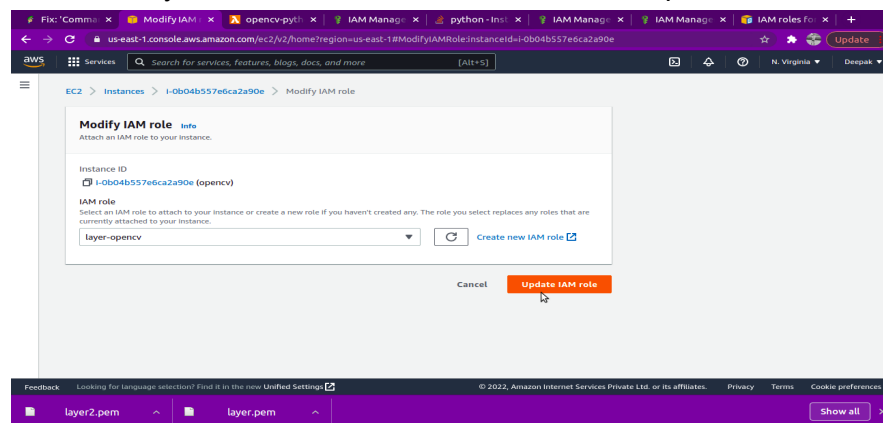 Fix: 'Comma
Modify IAM r
opencv-pyth
IAM Manage
python - Inst
IAM Manage
IAM Manage
IAM roles for
us-east-1.console.aws.amazon.com/ec2/v2/home?region=us-east-1#ModifyIAMRole:instanceId=i-0b04b557e6ca2a90e
Update
aws
Services
Search for services, features, blogs, docs, and more
[Alt+S]
N. Virginia
Deepak
EC2 > Instances > i-0b04b557e6ca2a90e > Modify IAM role
Modify IAM role Info
Attach an IAM role to your instance.
Instance ID
i-0b04b557e6ca2a90e (opencv)
IAM role
Select an IAM role to attach to your instance or create a new role if you haven't created any. The role you select replaces any roles that are
currently attached to your instance.
layer-opencv
Create new IAM role
Cancel
Update IAM role
Feedback
Looking for language selection? Find it in the new Unified Settings
© 2022, Amazon Internet Services Private Ltd. or its affiliates.
Privacy
Terms
Cookie preferences
layer2.pem
layer.pem
Show all